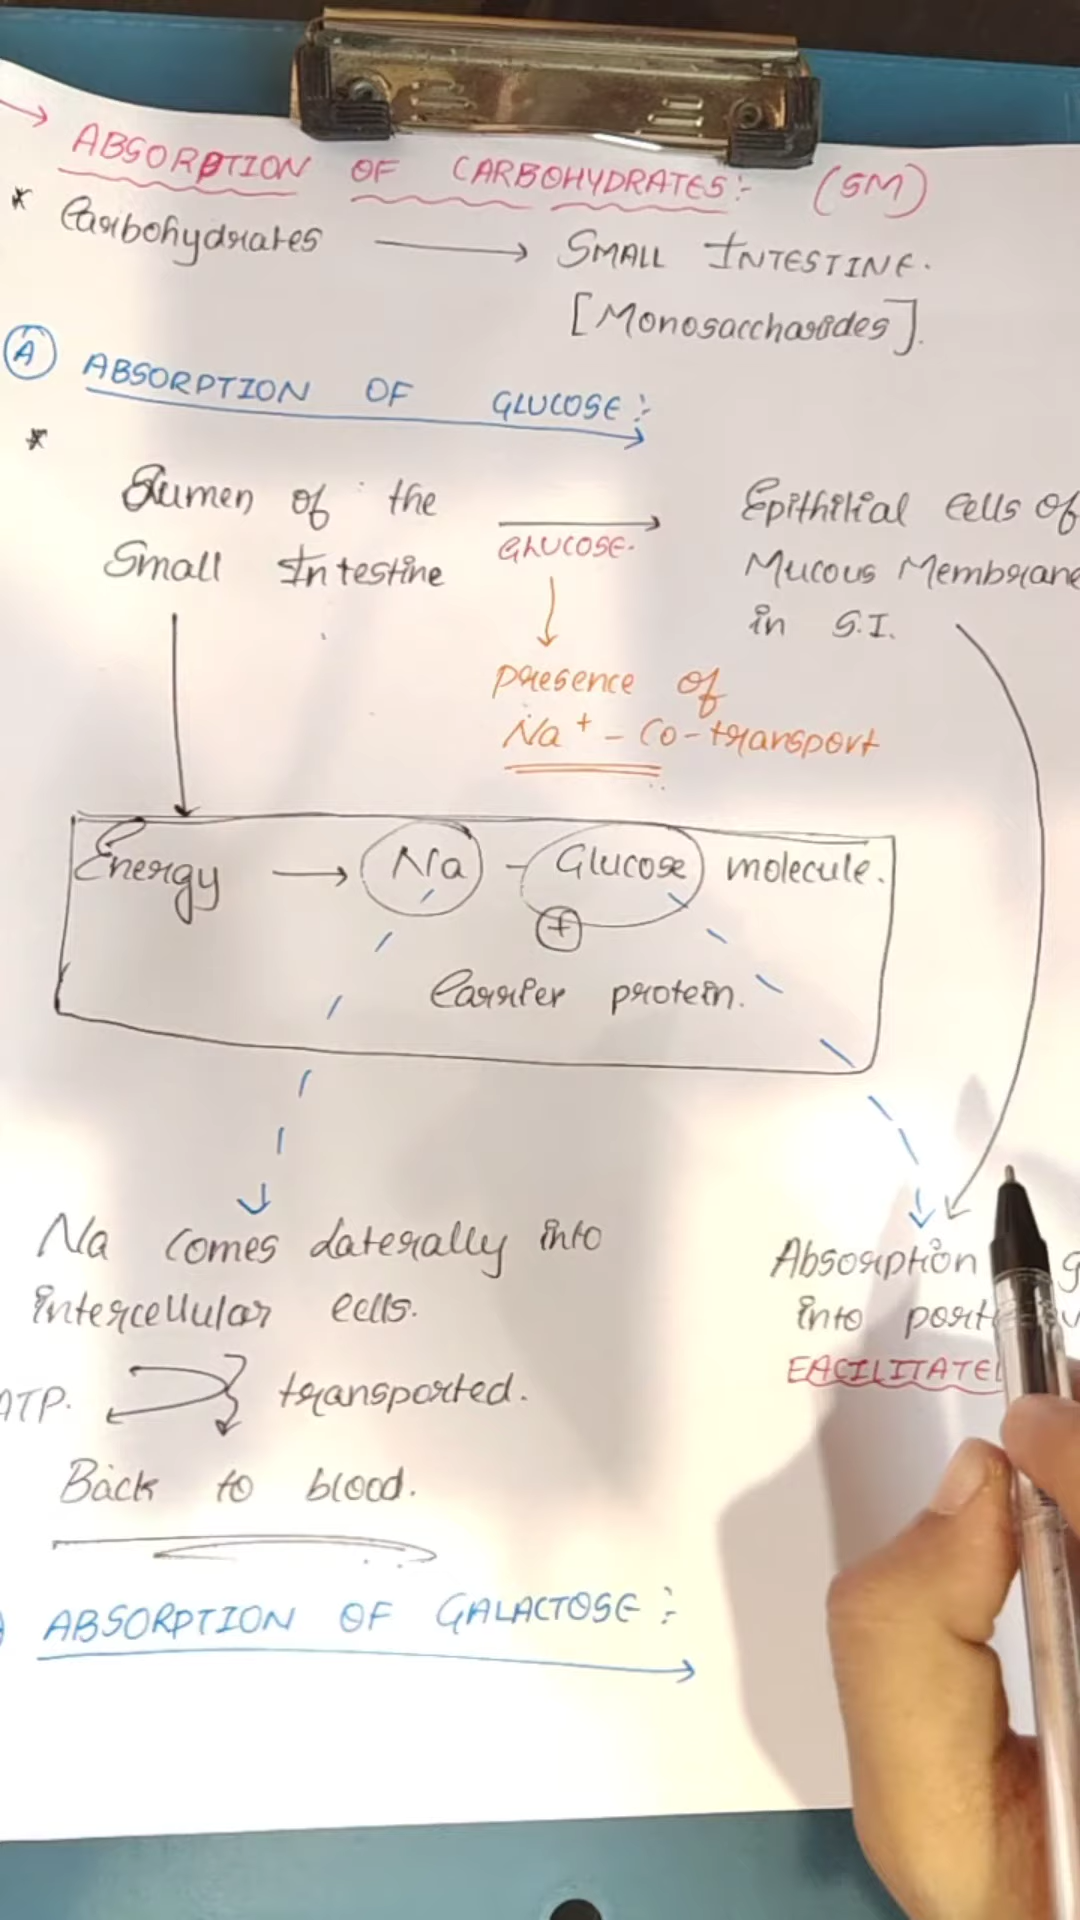 ABSORPTION OF CARBOHYDRATES:- (5M)
* Carbohydrates → SMALL INTESTINE.
[Monosaccharides].
(A) ABSORPTION OF GLUCOSE:-
*
Lumen of the Small Intestine
GLUCOSE.
Epithilial Cells of Mucous Membrane in S.I.
presence of
Na+ - Co-transport
Energy → Na - Glucose molecule.
+
Carrier protein.
Na comes laterally into
intercellular cells.
Absorption
into
FACILITATE
ATP. transported.
Back to blood.
ABSORPTION OF GALACTOSE:-